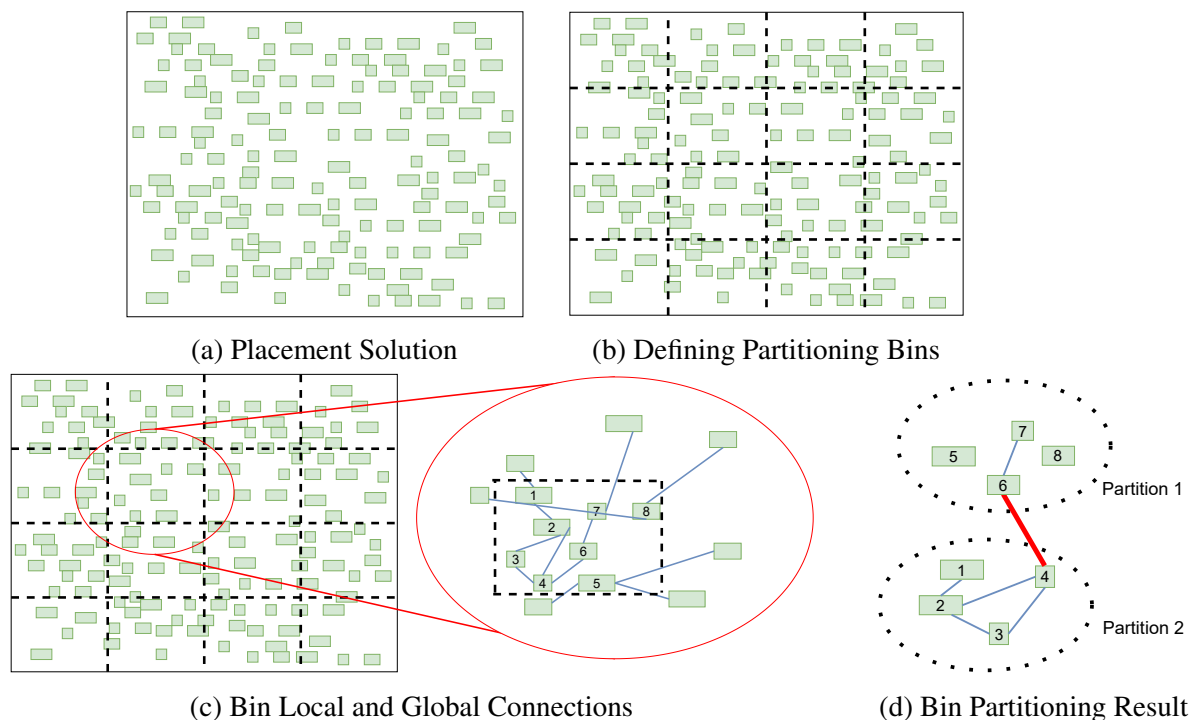 (a) Placement Solution
(b) Defining Partitioning Bins
1
2
3
4
5
6
7
8
7
5
8
6
Partition 1
1
4
2
3
Partition 2
(c) Bin Local and Global Connections
(d) Bin Partitioning Result